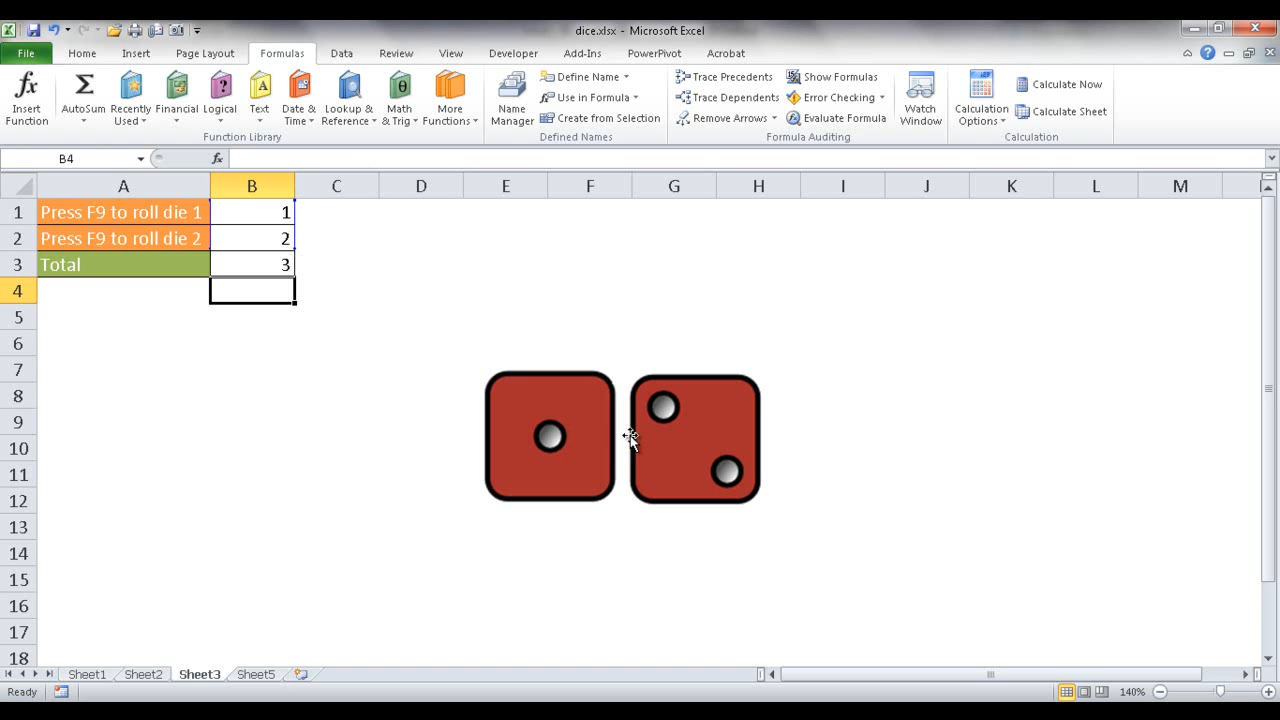 dice.xlsx - Microsoft Excel
File Home Insert Page Layout Formulas Data Review View Developer Add-Ins PowerPivot Acrobat
Insert Function
AutoSum
Recently Used
Financial
Logical
Text
Date & Time
Lookup & Reference
Math & Trig
More Functions
Function Library
Name Manager
Define Name
Use in Formula
Create from Selection
Defined Names
Trace Precedents
Trace Dependents
Remove Arrows
Show Formulas
Error Checking
Evaluate Formula
Formula Auditing
Watch Window
Calculation Options
Calculate Now
Calculate Sheet
Calculation
B4 fx
A B C D E F G H I J K L M
1 Press F9 to roll die 1 1
2 Press F9 to roll die 2 2
3 Total 3
4
5
6
7
8
9
10
11
12
13
14
15
16
17
18
Sheet1 Sheet2 Sheet3 Sheet5
Ready 140%